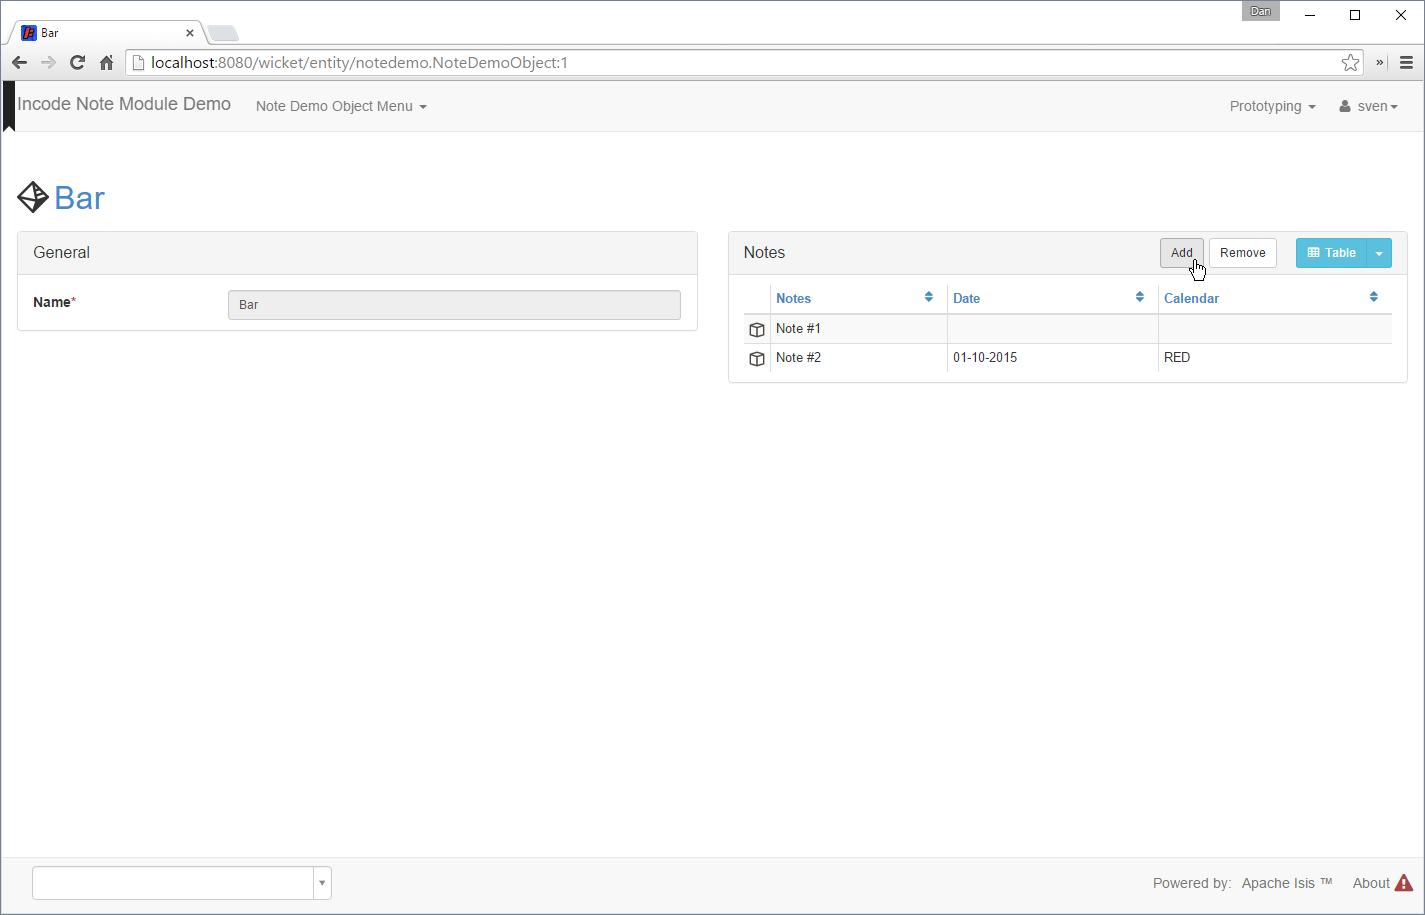 Dan
Bar
localhost:8080/wicket/entity/notedemo.NoteDemoObject:1
Incode Note Module Demo Note Demo Object Menu Prototyping sven
Bar
General
Name*
Bar
Notes Add Remove Table
Notes Date Calendar
Note #1
Note #2 01-10-2015 RED
Powered by: Apache Isis ™ About